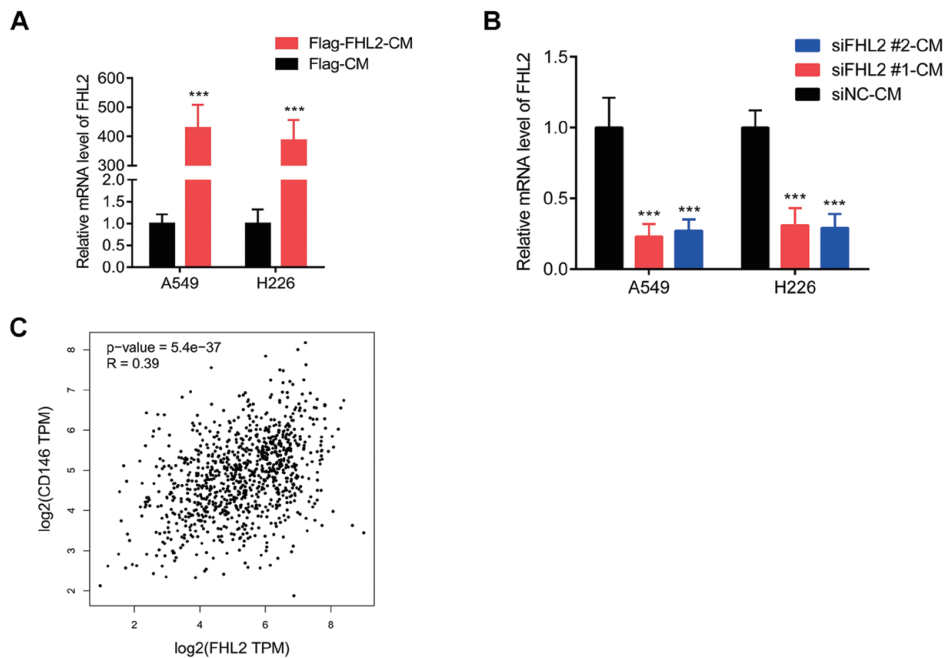 A
Flag-FHL2-CM
Flag-CM
Relative mRNA level of FHL2
600
500
400
300
2.0
1.5
1.0
0.5
0.0
***
***
A549
H226
B
siFHL2 #2-CM
siFHL2 #1-CM
siNC-CM
Relative mRNA level of FHL2
1.5
1.0
0.5
0.0
***
***
***
***
A549
H226
C
p-value = 5.4e-37
R = 0.39
log2(CD146 TPM)
8
7
6
5
4
3
2
2
4
6
8
log2(FHL2 TPM)